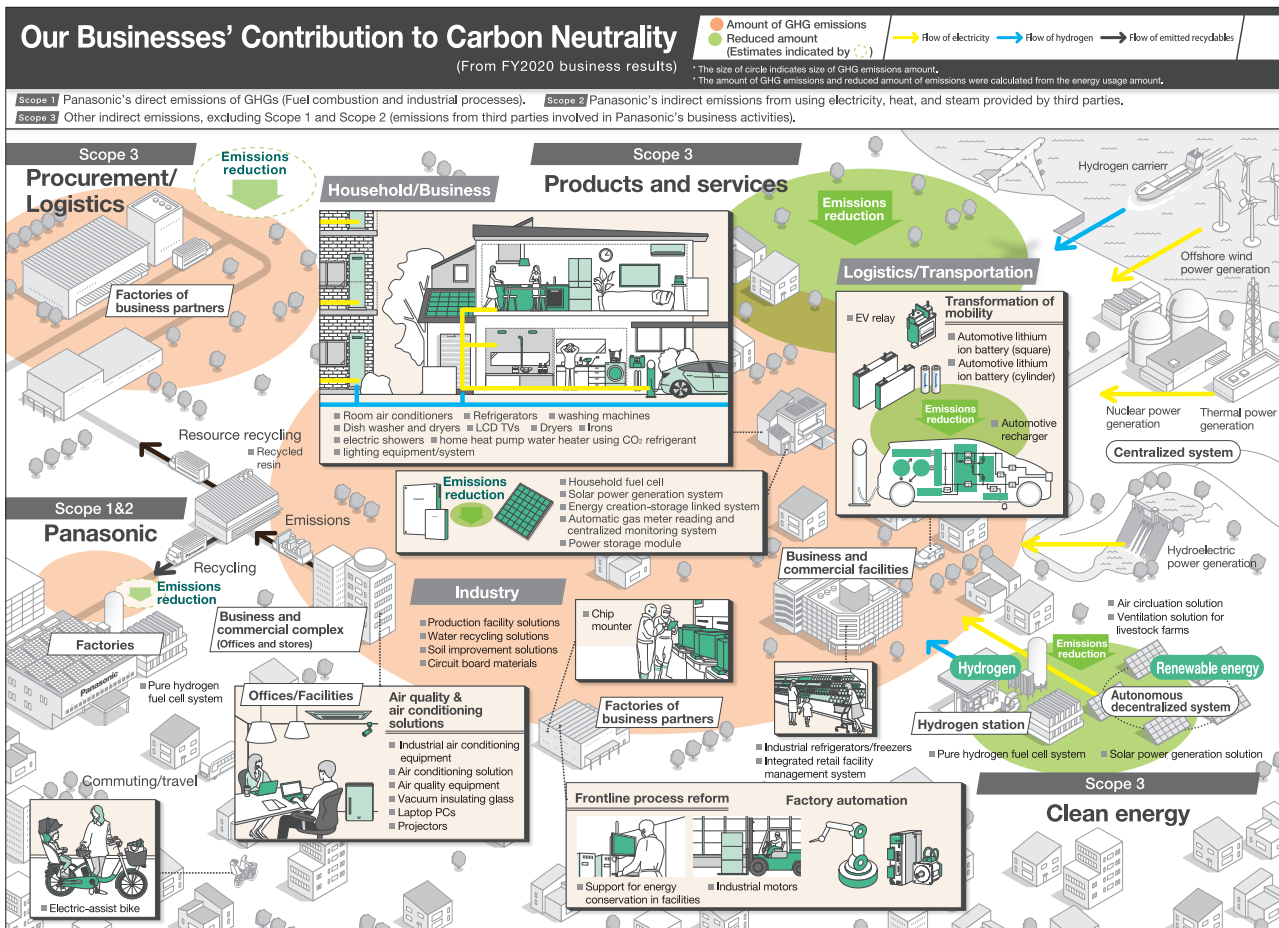 Our Businesses' Contribution to Carbon Neutrality
(From FY2020 business results)
Amount of GHG emissions
Reduced amount
(Estimates indicated by )
Flow of electricity
Flow of hydrogen
Flow of emitted recyclables
* The size of circle indicates size of GHG emissions amount.
* The amount of GHG emissions and reduced amount of emissions were calculated from the energy usage amount.
Scope 1 Panasonic's direct emissions of GHGs (Fuel combustion and industrial processes).
Scope 2 Panasonic's indirect emissions from using electricity, heat, and steam provided by third parties.
Scope 3 Other indirect emissions, excluding Scope 1 and Scope 2 (emissions from third parties involved in Panasonic's business activities).
Scope 3
Procurement/
Logistics
Emissions
reduction
Factories of
business partners
Resource recycling
Recycled
resin
Emissions
Recycling
Scope 1&2
Panasonic
Emissions
reduction
Factories
Panasonic
Pure hydrogen
fuel cell system
Business and
commercial complex
(Offices and stores)
Commuting/travel
Electric-assist bike
Scope 3
Products and services
Emissions
reduction
Household/Business
Room air conditioners
Refrigerators
washing machines
Dish washer and dryers
LCD TVs
Dryers
Irons
electric showers
home heat pump water heater using CO2 refrigerant
lighting equipment/system
Emissions
reduction
Household fuel cell
Solar power generation system
Energy creation-storage linked system
Automatic gas meter reading and
centralized monitoring system
Power storage module
Logistics/Transportation
Transformation of
mobility
EV relay
Automotive lithium
ion battery (square)
Automotive lithium
ion battery (cylinder)
Emissions
reduction
Automotive
recharger
Industry
Production facility solutions
Water recycling solutions
Soil improvement solutions
Circuit board materials
Chip
mounter
Factories of
business partners
Business and
commercial facilities
Industrial refrigerators/freezers
Integrated retail facility
management system
Offices/Facilities
Air quality &
air conditioning
solutions
Industrial air conditioning
equipment
Air conditioning solution
Air quality equipment
Vacuum insulating glass
Laptop PCs
Projectors
Frontline process reform
Support for energy
conservation in facilities
Industrial motors
Factory automation
Hydrogen carrierr
Offshore wind
power generation
Nuclear power
generation
Thermal power
generation
Centralized system
Hydroelectric
power generation
Air circluation solution
Ventilation solution for
livestock farms
Emissions
reduction
Hydrogen
Renewable energy
Autonomous
decentralized system
Hydrogen station
Pure hydrogen fuel cell system
Solar power generation solution
Scope 3
Clean energy